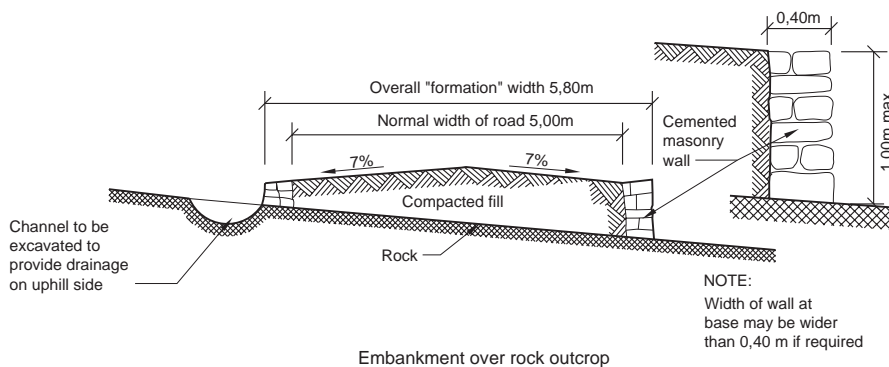 0,40m
Overall "formation" width 5,80m
Normal width of road 5,00m
Cemented
masonry
wall
1,00m max
7%
7%
Compacted fill
Channel to be
excavated to
provide drainage
on uphill side
Rock
NOTE:
Width of wall at
base may be wider
than 0,40 m if required
Embankment over rock outcrop